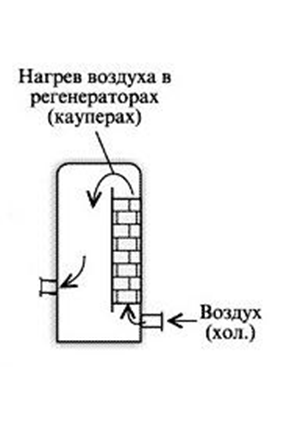 Нагрев воздуха в
регенераторах
(кауперах)
Воздух
(хол.)